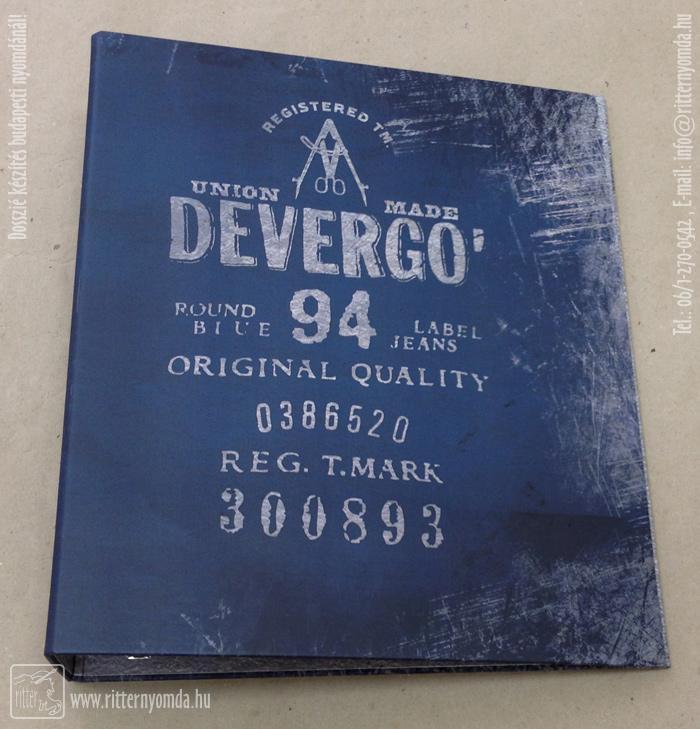 REGISTERED TM.
UNION MADE
DEVERGO'
ROUND BLUE 94 LABEL JEANS
ORIGINAL QUALITY
0386520
REG. T.MARK
300893
Dosszié készítés budapesti nyomdánál!
Tel.: 06/1-270-0542 E-mail: info@ritternyomda.hu
ritter
www.ritternyomda.hu